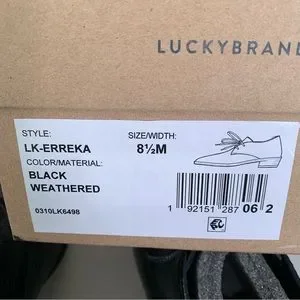 LUCKYBRAND
STYLE: SIZE/WIDTH:
LK-ERREKA 8½M
COLOR/MATERIAL:
BLACK
WEATHERED
0310LK6498
1 92151 287 06 2